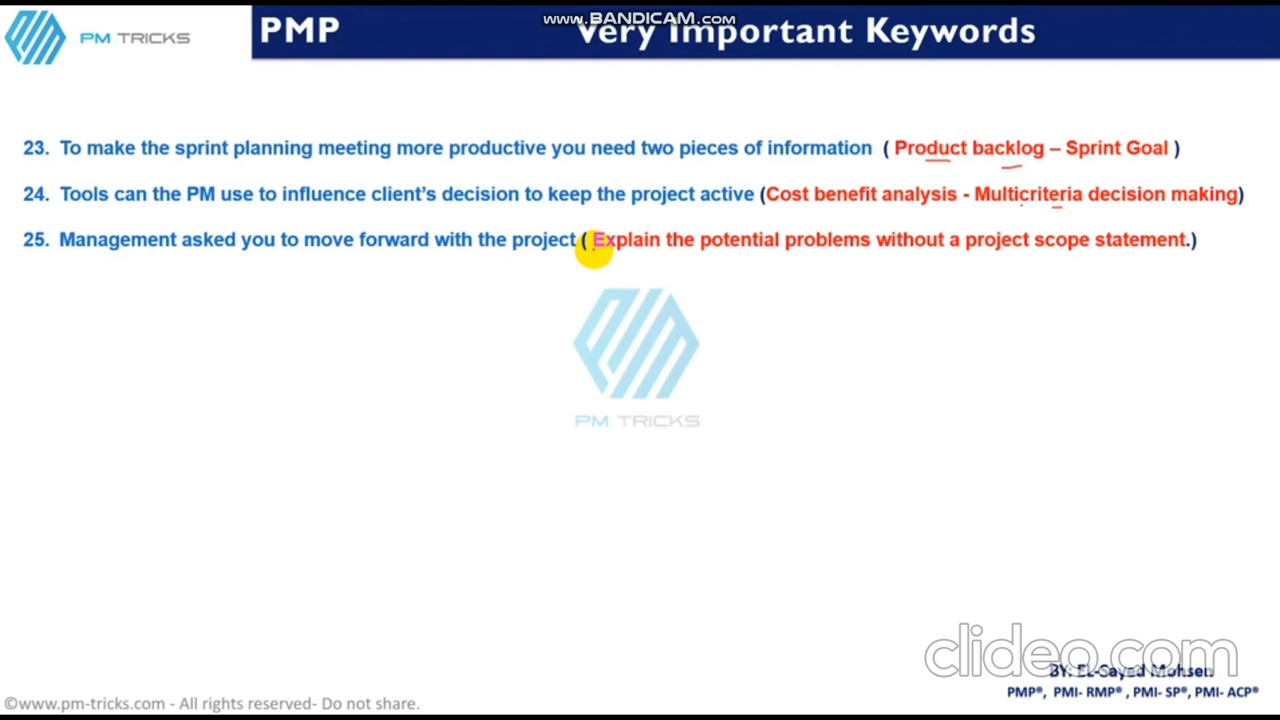 www.BANDICAM.com
PM TRICKS
PMP
Very Important Keywords
23. To make the sprint planning meeting more productive you need two pieces of information ( Product backlog – Sprint Goal )
24. Tools can the PM use to influence client's decision to keep the project active (Cost benefit analysis - Multicriteria decision making)
25. Management asked you to move forward with the project ( Explain the potential problems without a project scope statement.)
PM TRICKS
clideo.com
BY: EL-Sayed Mohsen
PMP®, PMI- RMP® , PMI- SP®, PMI- ACP®
©www.pm-tricks.com - All rights reserved- Do not share.